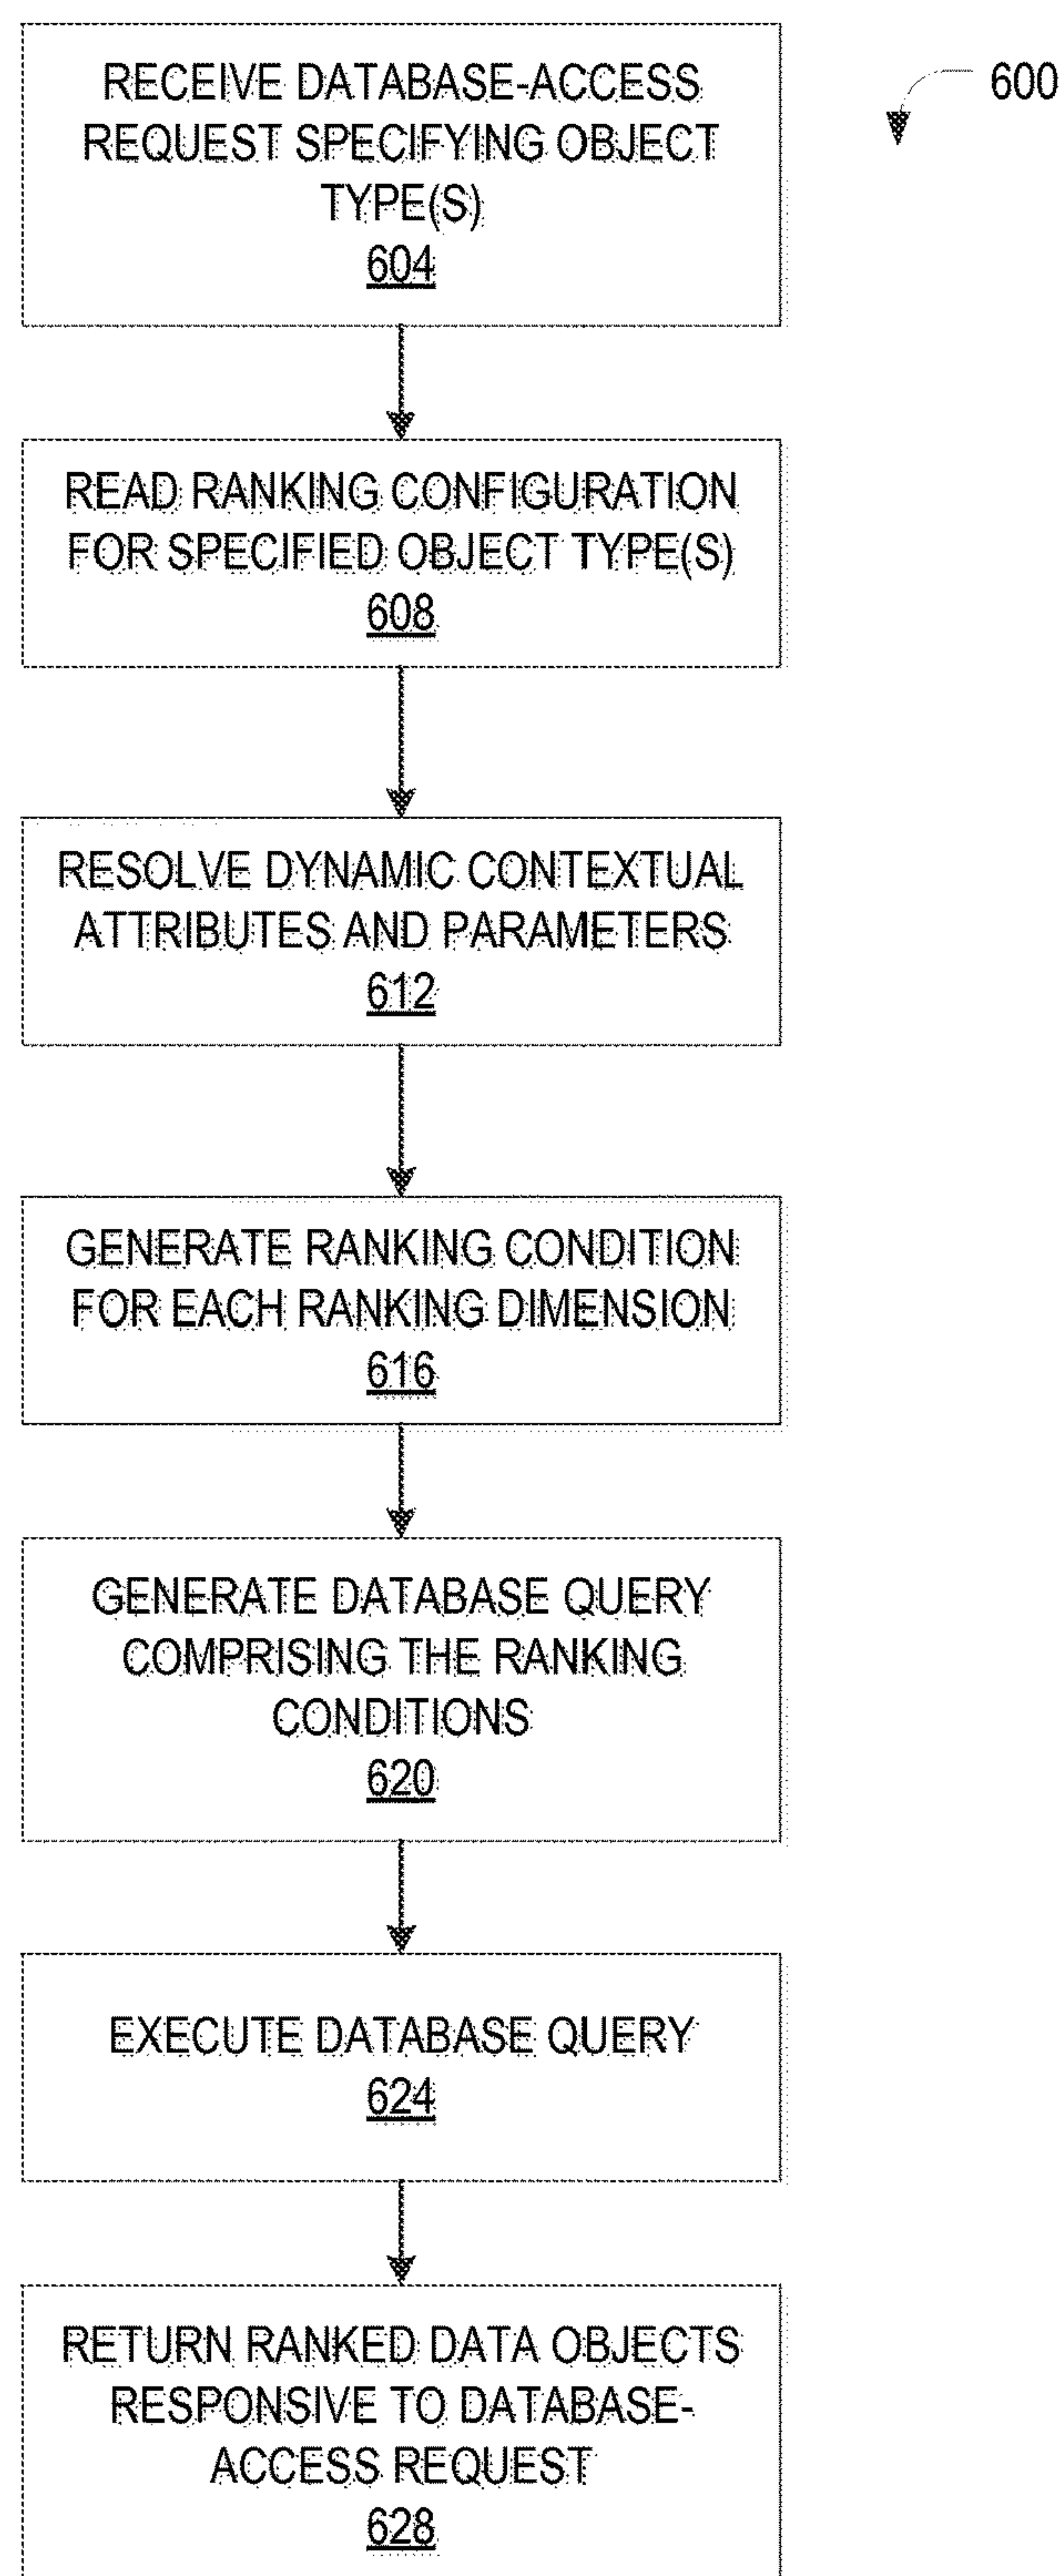 RECEIVE DATABASE-ACCESS
REQUEST SPECIFYING OBJECT
TYPE(S)
604
600
READ RANKING CONFIGURATION
FOR SPECIFIED OBJECT TYPE(S)
608
RESOLVE DYNAMIC CONTEXTUAL
ATTRIBUTES AND PARAMETERS
612
GENERATE RANKING CONDITION
FOR EACH RANKING DIMENSION
616
GENERATE DATABASE QUERY
COMPRISING THE RANKING
CONDITIONS
620
EXECUTE DATABASE QUERY
624
RETURN RANKED DATA OBJECTS
RESPONSIVE TO DATABASE-
ACCESS REQUEST
628